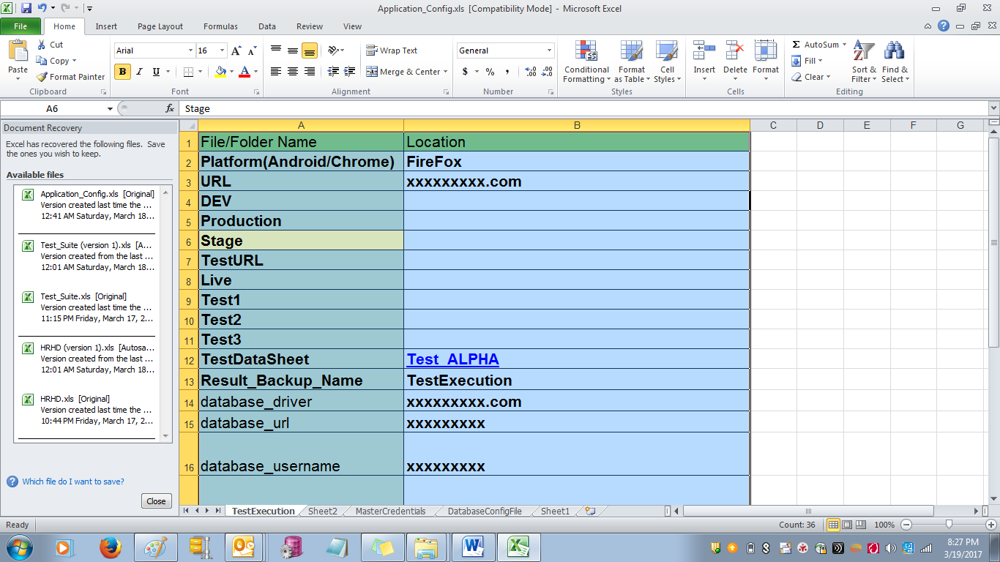 Application_Config.xls [Compatibility Mode] - Microsoft Excel
File Home Insert Page Layout Formulas Data Review View
Paste
Cut
Copy
Format Painter
Clipboard
Arial 16
B I U
Font
Wrap Text
Merge & Center
Alignment
General
$ % ,
Number
Conditional Formatting
Format as Table
Cell Styles
Styles
Insert Delete Format
Cells
AutoSum
Fill
Clear
Sort & Filter
Find & Select
Editing
A6 fx Stage
Document Recovery
Excel has recovered the following files. Save
the ones you wish to keep.
Available files
Application_Config.xls [Original]
Version created last time the ...
12:41 AM Saturday, March 18...
Test_Suite (version 1).xls [A...
Version created from the last ...
12:01 AM Saturday, March 18...
Test_Suite.xls [Original]
Version created last time the ...
11:15 PM Friday, March 17, 2...
HRHD (version 1).xls [Autosa...
Version created from the last ...
12:01 AM Saturday, March 18...
HRHD.xls [Original]
Version created last time the ...
10:44 PM Friday, March 17, 2...
Which file do I want to save?
Close
A B C D E F G
1 File/Folder Name Location
2 Platform(Android/Chrome) FireFox
3 URL xxxxxxxxx.com
4 DEV
5 Production
6 Stage
7 TestURL
8 Live
9 Test1
10 Test2
11 Test3
12 TestDataSheet Test_ALPHA
13 Result_Backup_Name TestExecution
14 database_driver xxxxxxxxx.com
15 database_url xxxxxxxxx
16 database_username xxxxxxxxx
TestExecution Sheet2 MasterCredentials DatabaseConfigFile Sheet1
Ready Count: 36 100%
8:27 PM
3/19/2017